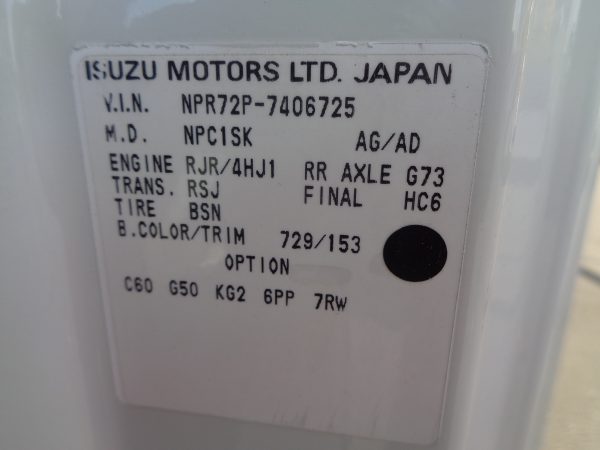 ISUZU MOTORS LTD. JAPAN
V.I.N. NPR72P-7406725
M.D. NPC1SK AG/AD
ENGINE RJR/4HJ1 RR AXLE G73
TRANS. RSJ FINAL HC6
TIRE BSN
B.COLOR/TRIM 729/153
OPTION
C60 G50 KG2 6PP 7RW